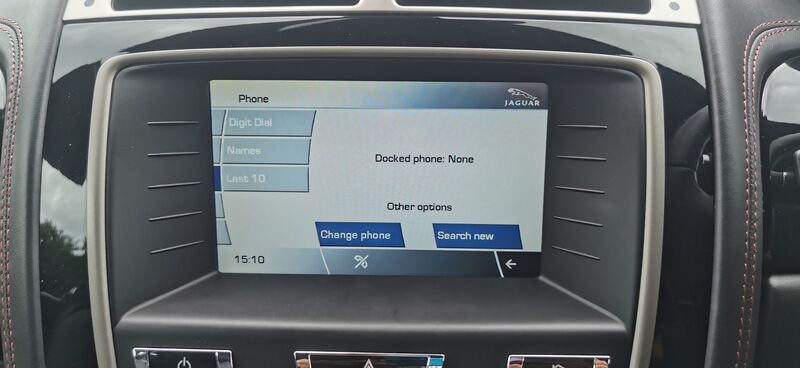 Phone
JAGUAR
Digit Dial
Names
Last 10
Docked phone: None
Other options
Change phone
Search new
15:10